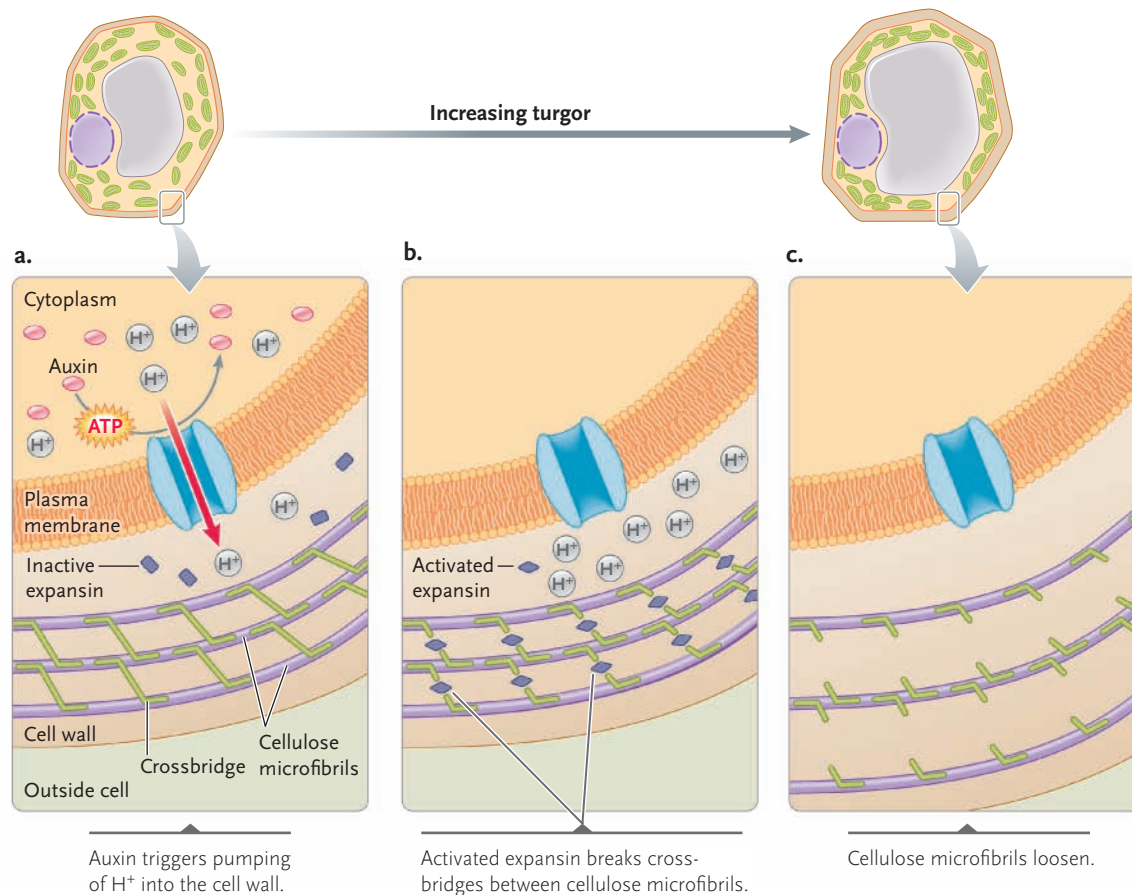 Increasing turgor
a.
Cytoplasm
H⁺
H⁺
H⁺
H⁺
Auxin
ATP
H⁺
Plasma
membrane
H⁺
Inactive
expansin
H⁺
Cell wall
Crossbridge
Cellulose
microfibrils
Outside cell
Auxin triggers pumping
of H⁺ into the cell wall.
b.
H⁺
H⁺
H⁺
H⁺
H⁺
H⁺
H⁺
Activated
expansin
Activated expansin breaks cross-
bridges between cellulose microfibrils.
c.
Cellulose microfibrils loosen.